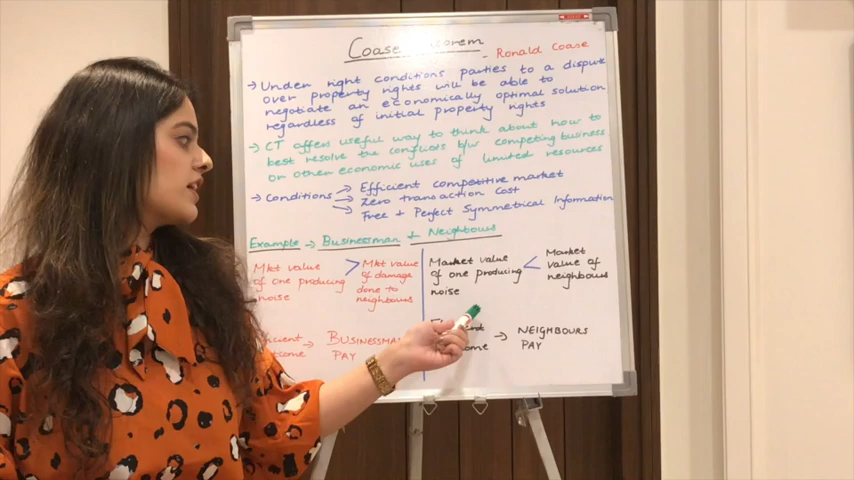 Coase Theorem
- Ronald Coase
→ Under right conditions parties to a dispute
over property rights will be able to
negotiate an economically optimal solution
regardless of initial property rights
→ CT offers useful way to think about how to
best resolve the conflicts b/w competing business
or other economic uses of limited resources
→ Conditions → Efficient competitive market
→ Zero transaction cost
→ Free + Perfect Symmetrical Information
Example → Businessman + Neighbours
Mkt value
of one producing
noise
>
Mkt value
of damage
done to
neighbours
Market value
of one producing
noise
<
Market
value of
neighbours
→ BUSINESSMAN
PAY
→ NEIGHBOURS
PAY